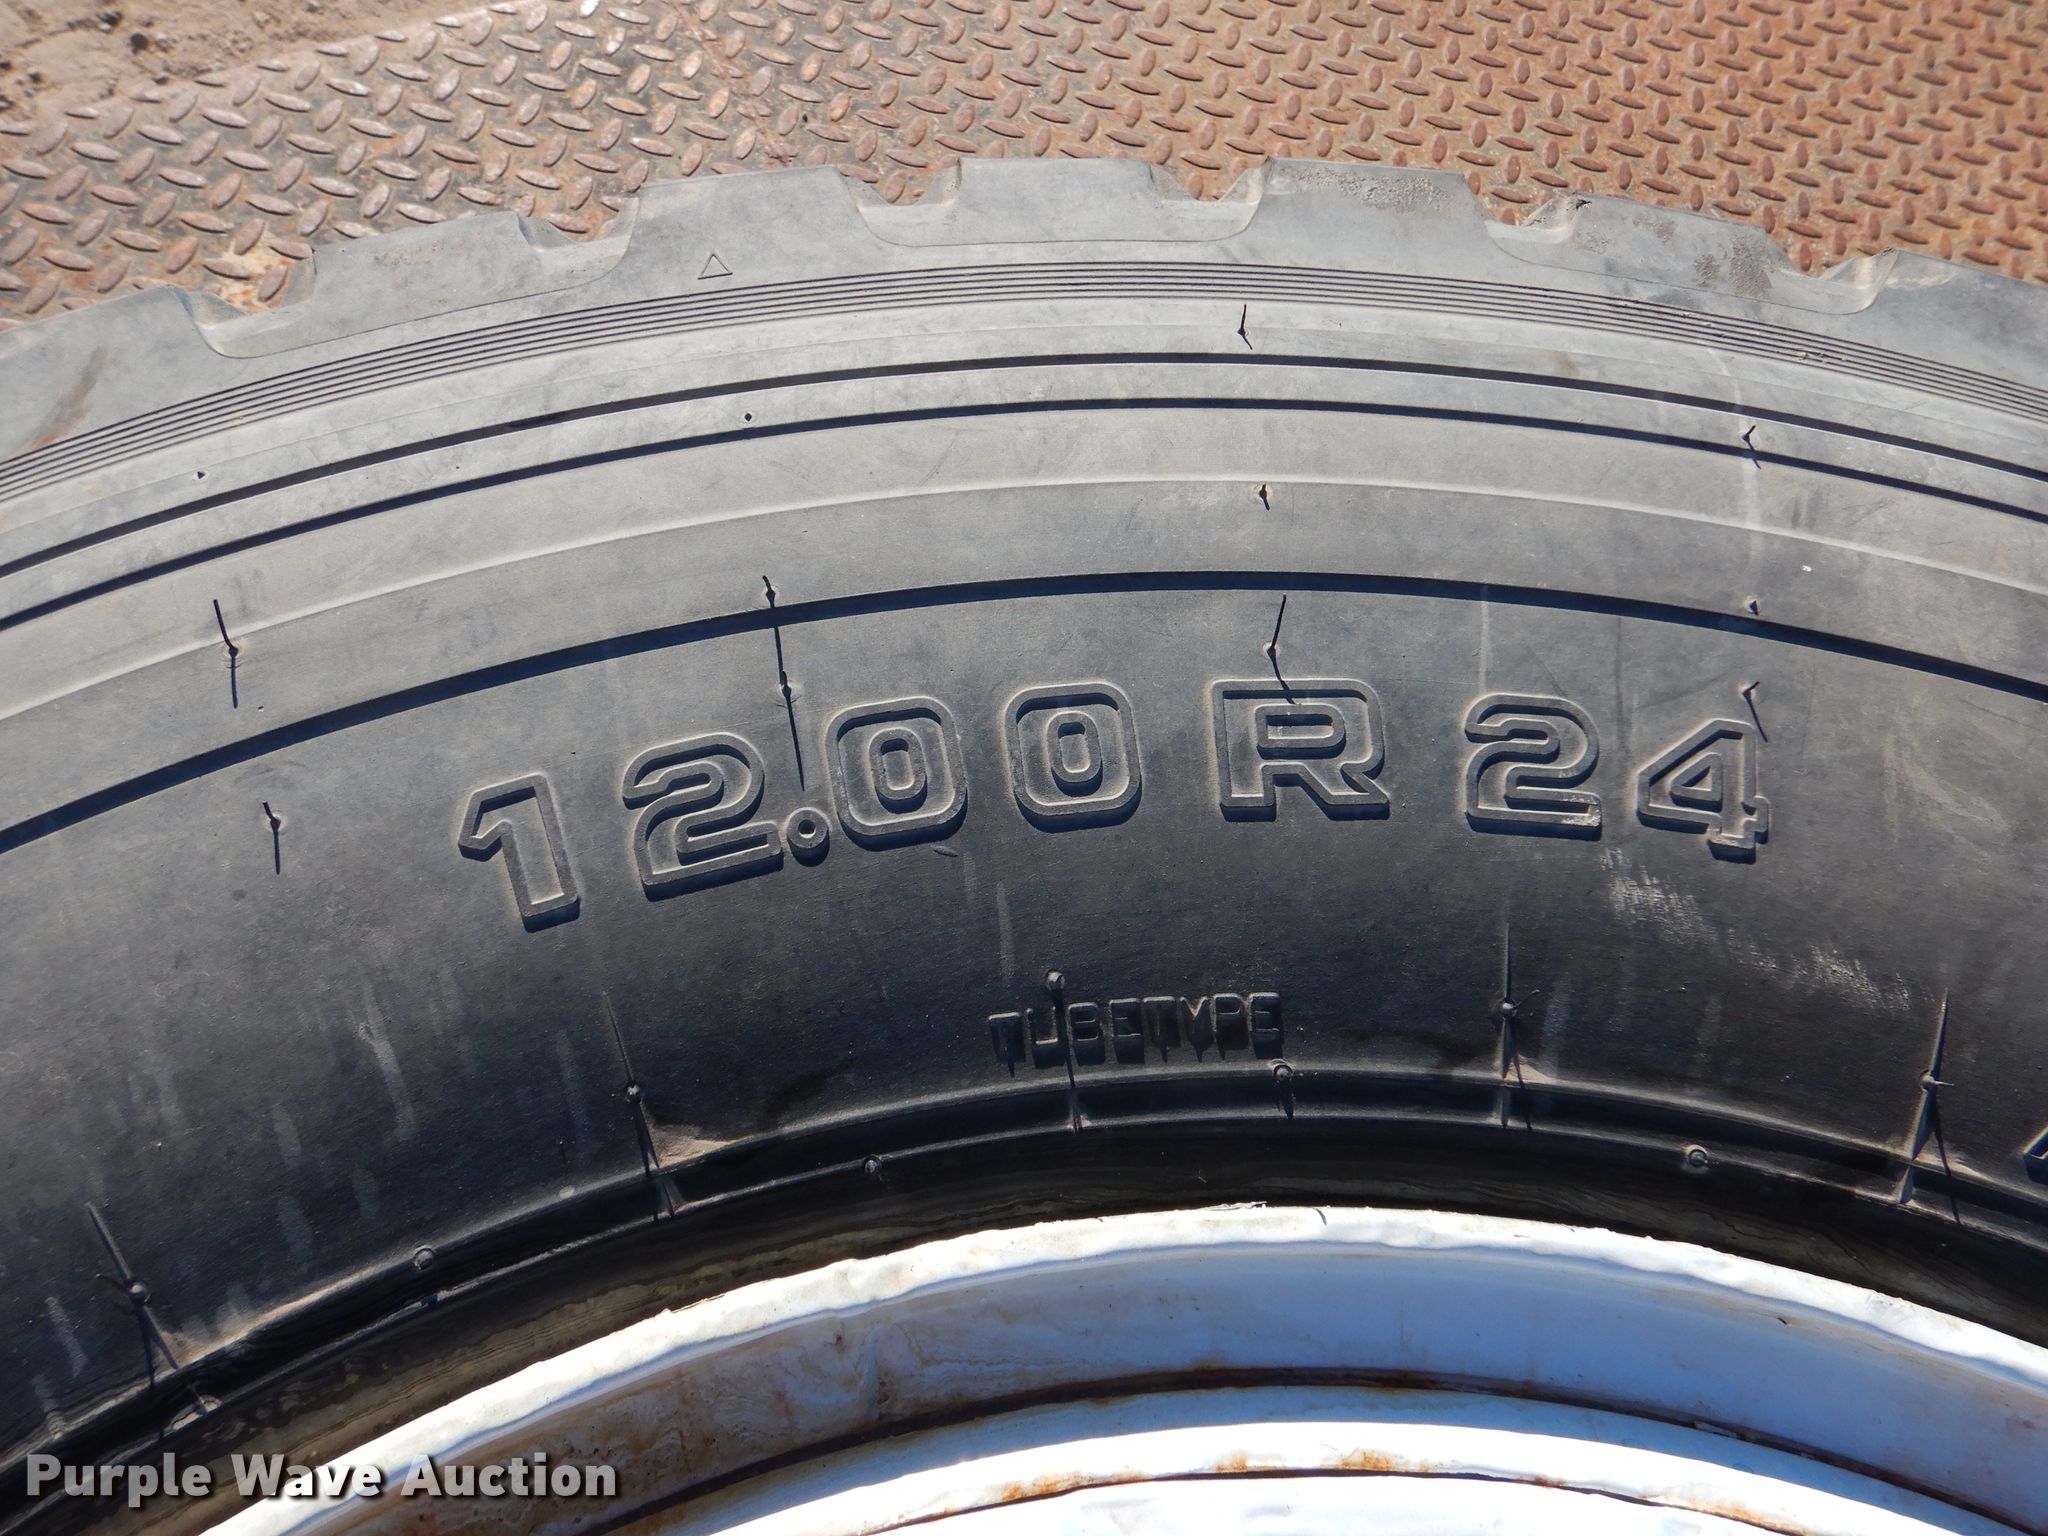 12.00 R 24
TUBETYPE
Purple Wave Auction